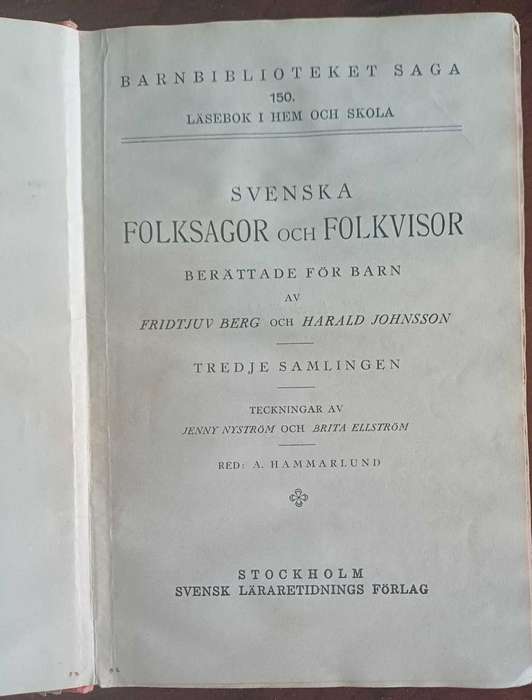 BARNBIBLIOTEKET SAGA
150.
LÄSEBOK I HEM OCH SKOLA
SVENSKA
FOLKSAGOR OCH FOLKVISOR
BERÄTTADE FÖR BARN
AV
FRIDTJUV BERG OCH HARALD JOHNSSON
TREDJE SAMLINGEN
TECKNINGAR AV
JENNY NYSTRÖM OCH BRITA ELLSTRÖM
RED: A. HAMMARLUND
STOCKHOLM
SVENSK LÄRARETIDNINGS FÖRLAG